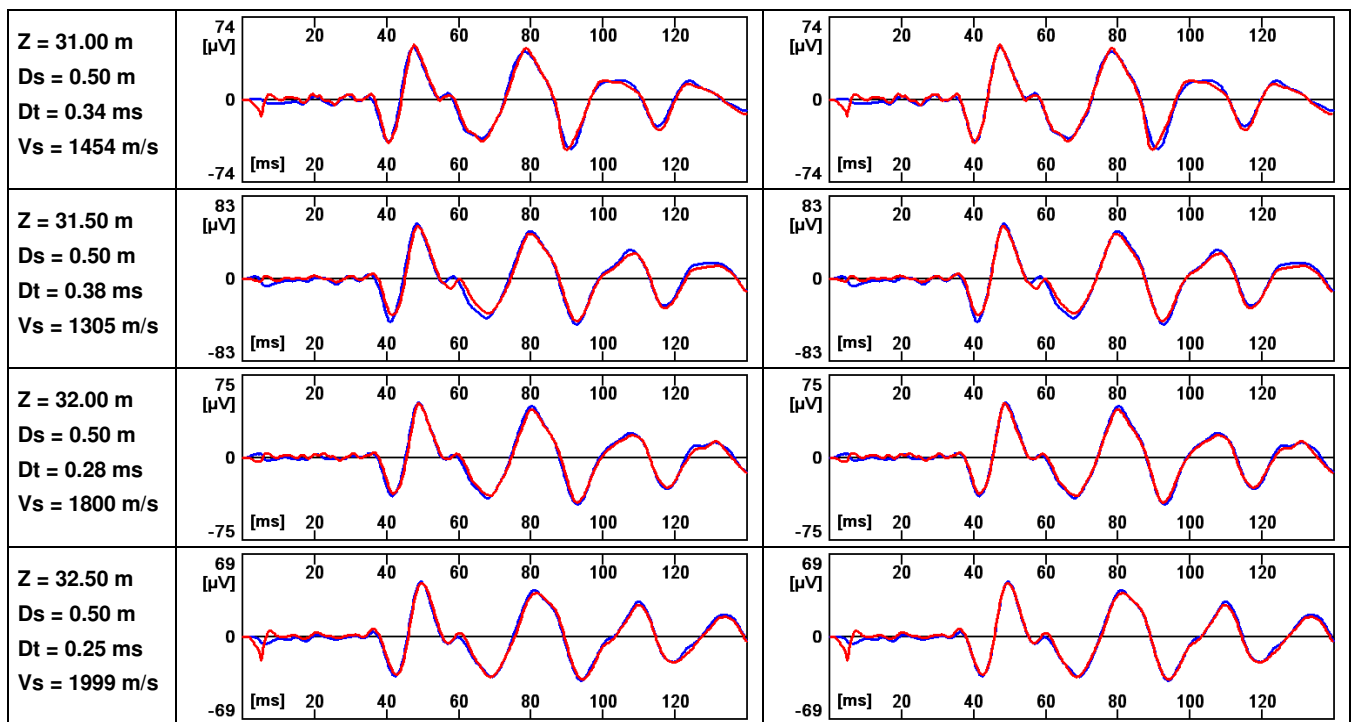 Z = 31.00 m
Ds = 0.50 m
Dt = 0.34 ms
Vs = 1454 m/s
74 20 40 60 80 100 120
[µV]
0
-74 [ms] 20 40 60 80 100 120
74 20 40 60 80 100 120
[µV]
0
-74 [ms] 20 40 60 80 100 120
Z = 31.50 m
Ds = 0.50 m
Dt = 0.38 ms
Vs = 1305 m/s
83 20 40 60 80 100 120
[µV]
0
-83 [ms] 20 40 60 80 100 120
83 20 40 60 80 100 120
[µV]
0
-83 [ms] 20 40 60 80 100 120
Z = 32.00 m
Ds = 0.50 m
Dt = 0.28 ms
Vs = 1800 m/s
75 20 40 60 80 100 120
[µV]
0
-75 [ms] 20 40 60 80 100 120
75 20 40 60 80 100 120
[µV]
0
-75 [ms] 20 40 60 80 100 120
Z = 32.50 m
Ds = 0.50 m
Dt = 0.25 ms
Vs = 1999 m/s
69 20 40 60 80 100 120
[µV]
0
-69 [ms] 20 40 60 80 100 120
69 20 40 60 80 100 120
[µV]
0
-69 [ms] 20 40 60 80 100 120